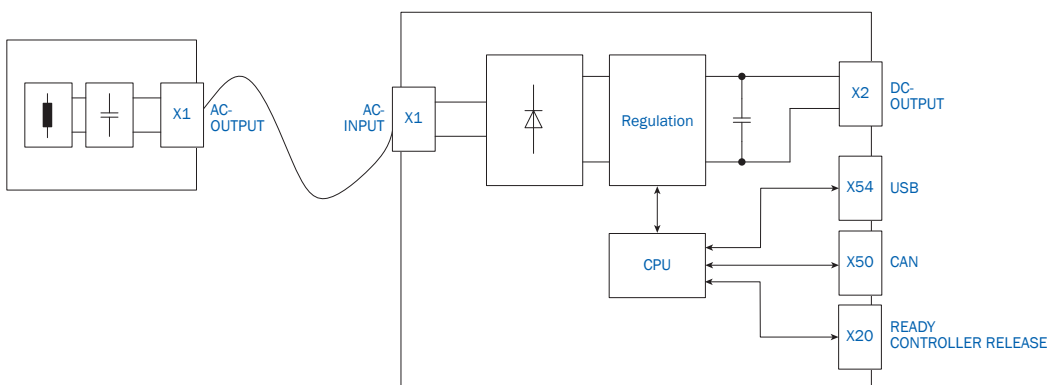 X1
AC-
OUTPUT
AC-
INPUT
X1
Regulation
X2
DC-
OUTPUT
X54
USB
CPU
X50
CAN
X20
READY
CONTROLLER RELEASE